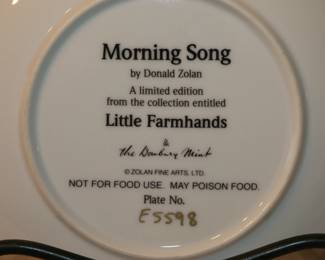 Morning Song
by Donald Zolan
A limited edition
from the collection entitled
Little Farmhands
&
the Danbury Mint
© ZOLAN FINE ARTS, LTD.
NOT FOR FOOD USE. MAY POISON FOOD.
Plate No.
E5598